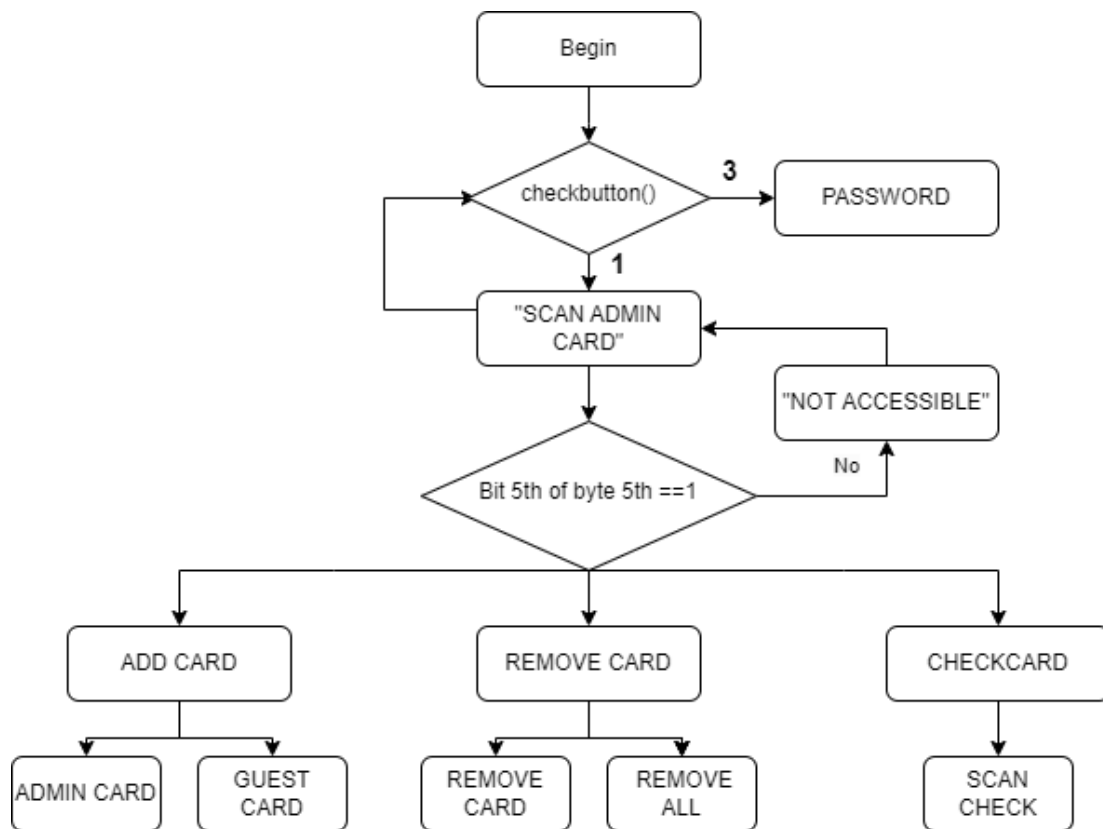 Begin
checkbutton()
3
PASSWORD
1
"SCAN ADMIN
CARD"
"NOT ACCESSIBLE"
No
Bit 5th of byte 5th ==1
ADD CARD
REMOVE CARD
CHECKCARD
ADMIN CARD
GUEST
CARD
REMOVE
CARD
REMOVE
ALL
SCAN
CHECK